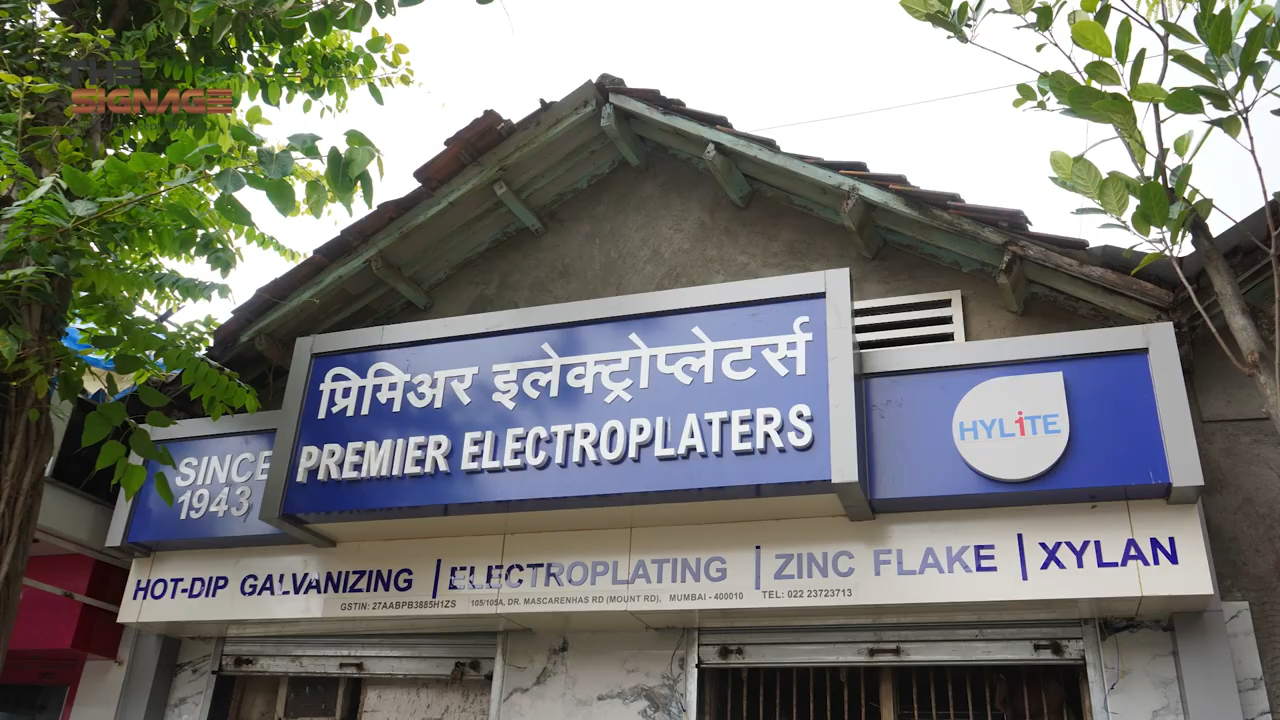 THE
SIGNAGE
प्रिमिअर इलेक्ट्रोप्लेटर्स
PREMIER ELECTROPLATERS
SINCE
1943
HYLiTE
HOT-DIP GALVANIZING | ELECTROPLATING | ZINC FLAKE | XYLAN
GSTIN: 27AABPB3885H1ZS 105/105A, DR. MASCARENHAS RD (MOUNT RD), MUMBAI - 400010 TEL: 022 23723713